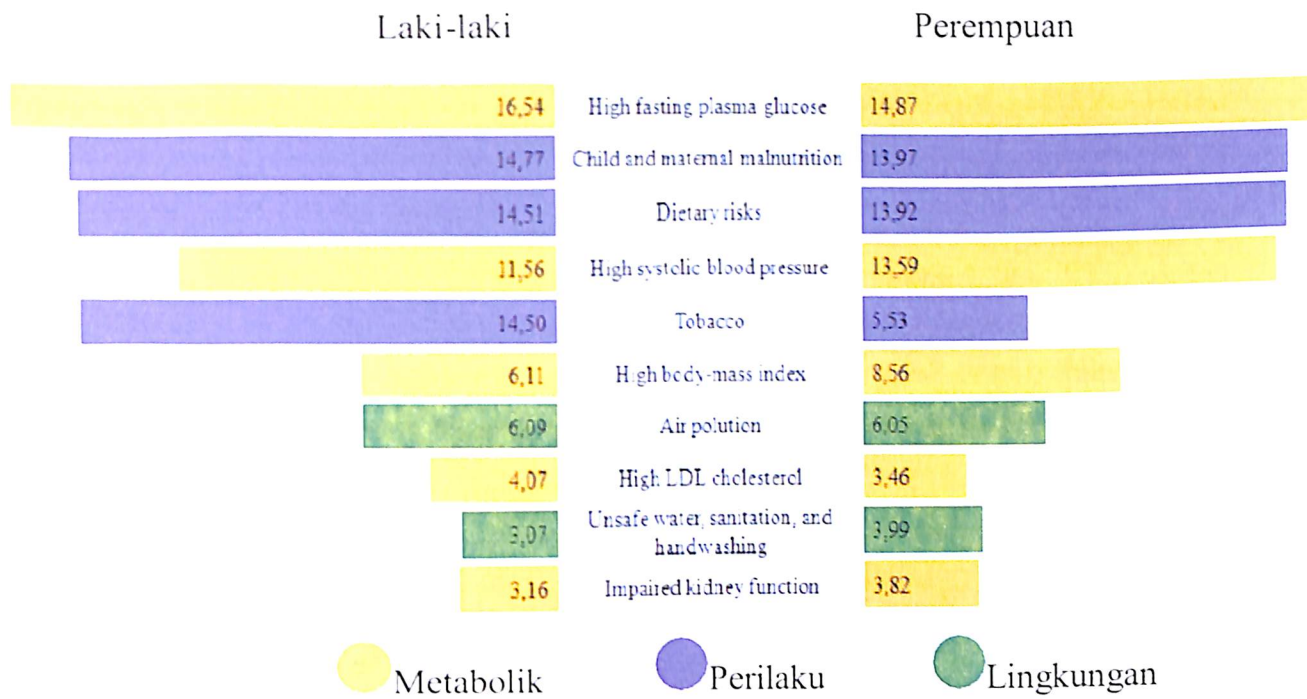 Laki-laki Perempuan
16,54 High fasting plasma glucose 14,87
14,77 Child and maternal malnutrition 13,97
14,51 Dietary risks 13,92
11,56 High systolic blood pressure 13,59
14,50 Tobacco 5,53
6,11 High body-mass index 8,56
6,09 Air polution 6,05
4,07 High LDL cholesterol 3,46
3,07 Unsafe water, sanitation, and handwashing 3,99
3,16 Impaired kidney function 3,82
Metabolik Perilaku Lingkungan